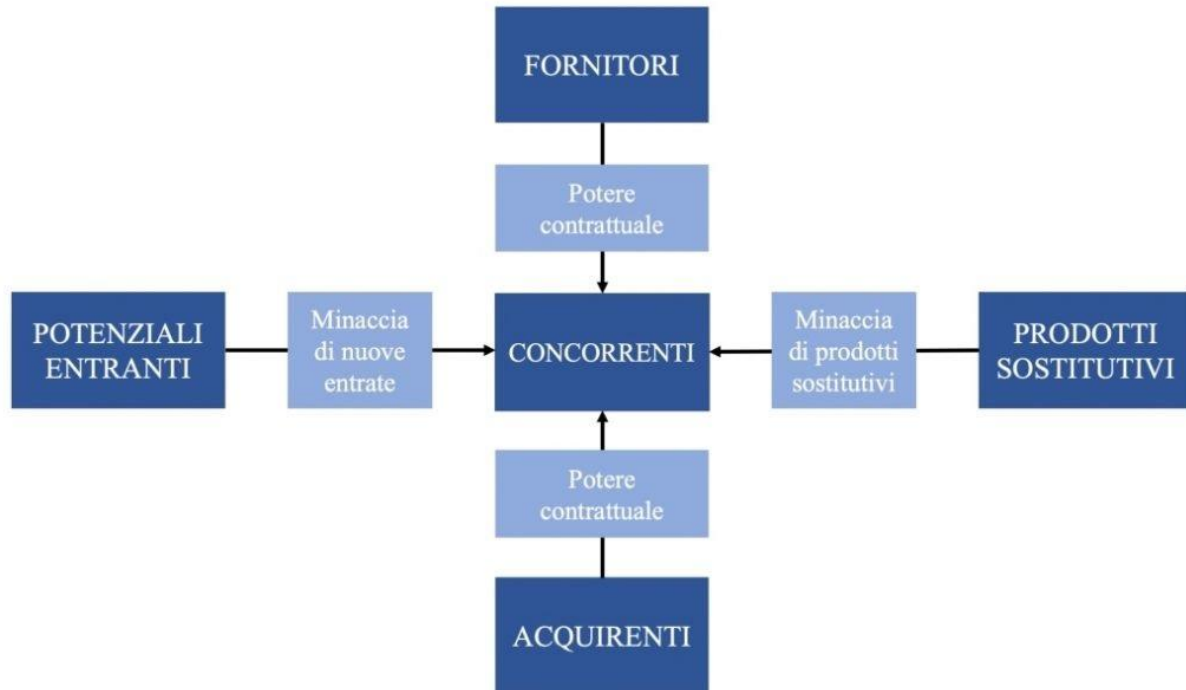 FORNITORI
Potere
contrattuale
POTENZIALI
ENTRANTI
Minaccia
di nuove
entrate
CONCORRENTI
Minaccia
di prodotti
sostitutivi
PRODOTTI
SOSTITUTIVI
Potere
contrattuale
ACQUIRENTI